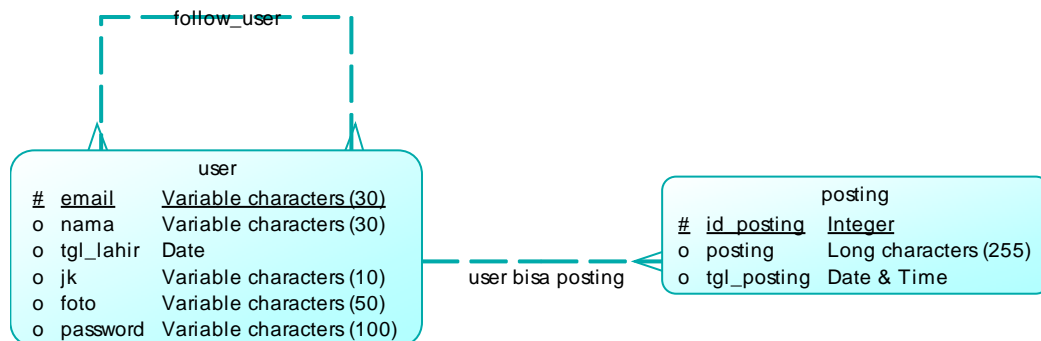 follow_user
user
# email Variable characters (30)
o nama Variable characters (30)
o tgl_lahir Date
o jk Variable characters (10)
o foto Variable characters (50)
o password Variable characters (100)
user bisa posting
posting
# id_posting Integer
o posting Long characters (255)
o tgl_posting Date & Time